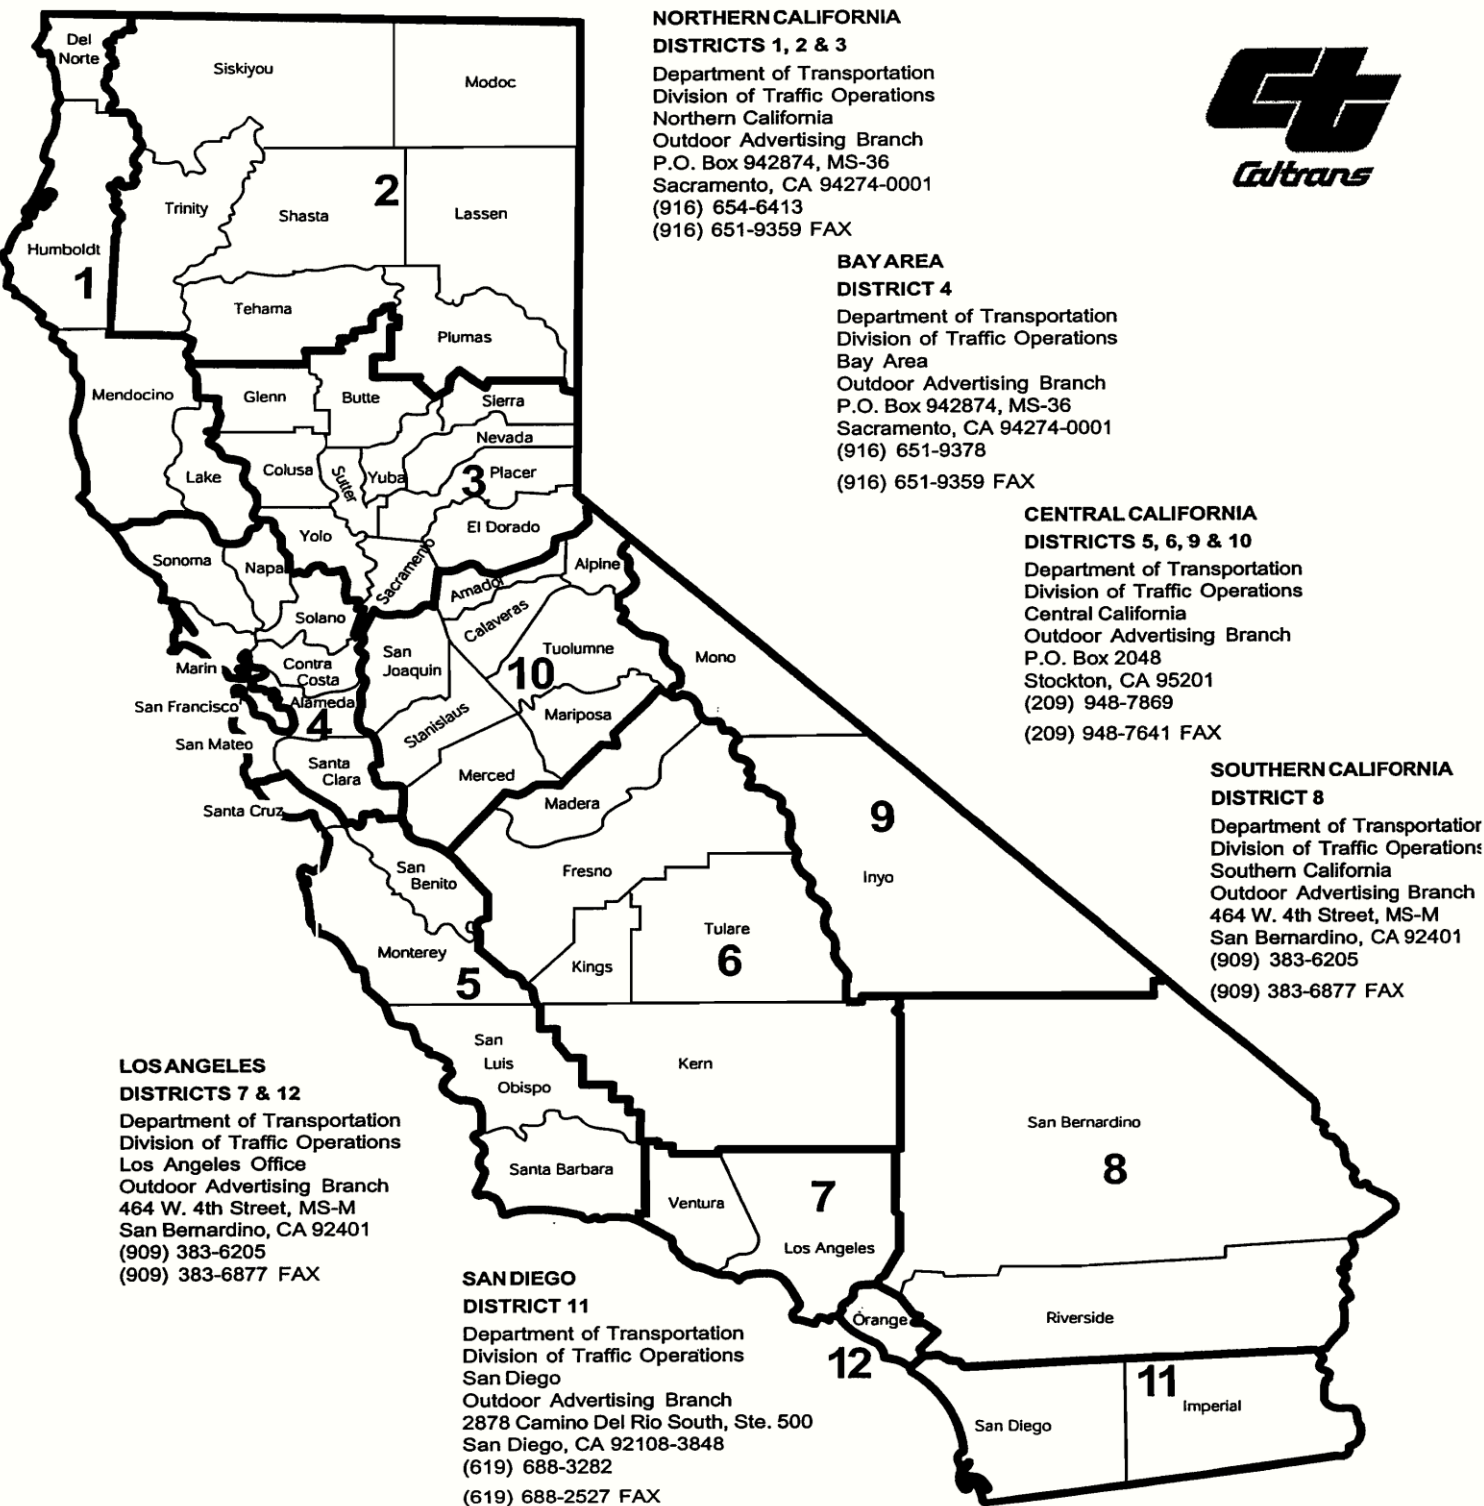 NORTHERN CALIFORNIA
DISTRICTS 1, 2 & 3
Department of Transportation
Division of Traffic Operations
Northern California
Outdoor Advertising Branch
P.O. Box 942874, MS-36
Sacramento, CA 94274-0001
(916) 654-6413
(916) 651-9359 FAX
CT
Caltrans
BAY AREA
DISTRICT 4
Department of Transportation
Division of Traffic Operations
Bay Area
Outdoor Advertising Branch
P.O. Box 942874, MS-36
Sacramento, CA 94274-0001
(916) 651-9378
(916) 651-9359 FAX
CENTRAL CALIFORNIA
DISTRICTS 5, 6, 9 & 10
Department of Transportation
Division of Traffic Operations
Central California
Outdoor Advertising Branch
P.O. Box 2048
Stockton, CA 95201
(209) 948-7869
(209) 948-7641 FAX
SOUTHERN CALIFORNIA
DISTRICT 8
Department of Transportation
Division of Traffic Operations
Southern California
Outdoor Advertising Branch
464 W. 4th Street, MS-M
San Bernardino, CA 92401
(909) 383-6205
(909) 383-6877 FAX
LOS ANGELES
DISTRICTS 7 & 12
Department of Transportation
Division of Traffic Operations
Los Angeles Office
Outdoor Advertising Branch
464 W. 4th Street, MS-M
San Bernardino, CA 92401
(909) 383-6205
(909) 383-6877 FAX
SAN DIEGO
DISTRICT 11
Department of Transportation
Division of Traffic Operations
San Diego
Outdoor Advertising Branch
2878 Camino Del Rio South, Ste. 500
San Diego, CA 92108-3848
(619) 688-3282
(619) 688-2527 FAX
Del
Norte
Siskiyou
Modoc
Trinity
Shasta
2
Lassen
Humboldt
1
Tehama
Plumas
Mendocino
Glenn
Butte
Sierra
Nevada
Lake
Colusa
Sutter
Yuba
3
Placer
Yolo
El Dorado
Sonoma
Napa
Sacramento
Alpine
Amador
Solano
Calaveras
Marin
Contra
Costa
San
Joaquin
Tuolumne
10
Mono
San Francisco
Alameda
4
Stanislaus
Mariposa
San Mateo
Santa
Clara
Merced
Madera
Santa Cruz
9
San
Benito
Fresno
Inyo
Tulare
6
Monterey
5
Kings
San
Luis
Obispo
Kern
San Bernardino
8
Santa Barbara
Ventura
7
Los Angeles
Orange
12
Riverside
11
San Diego
Imperial